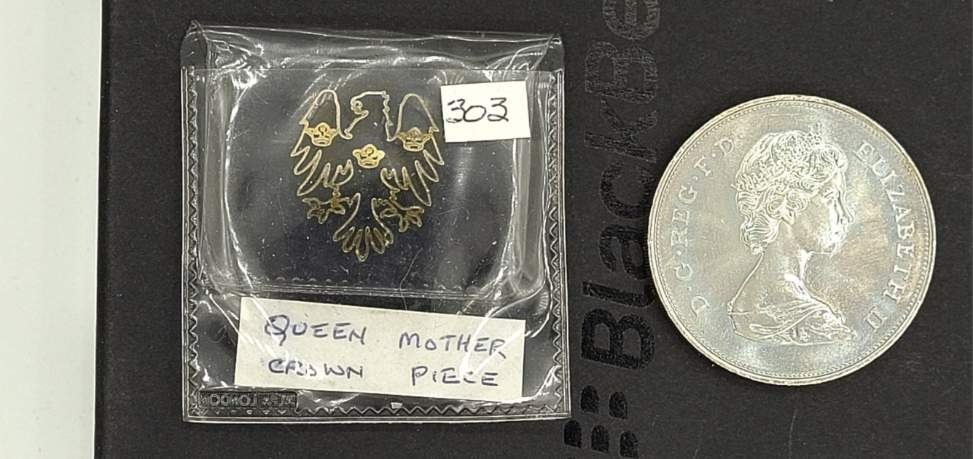 303
QUEEN MOTHER
CROWN PIECE
BlackBe
D·G·REG·F·D·
ELIZABETH II